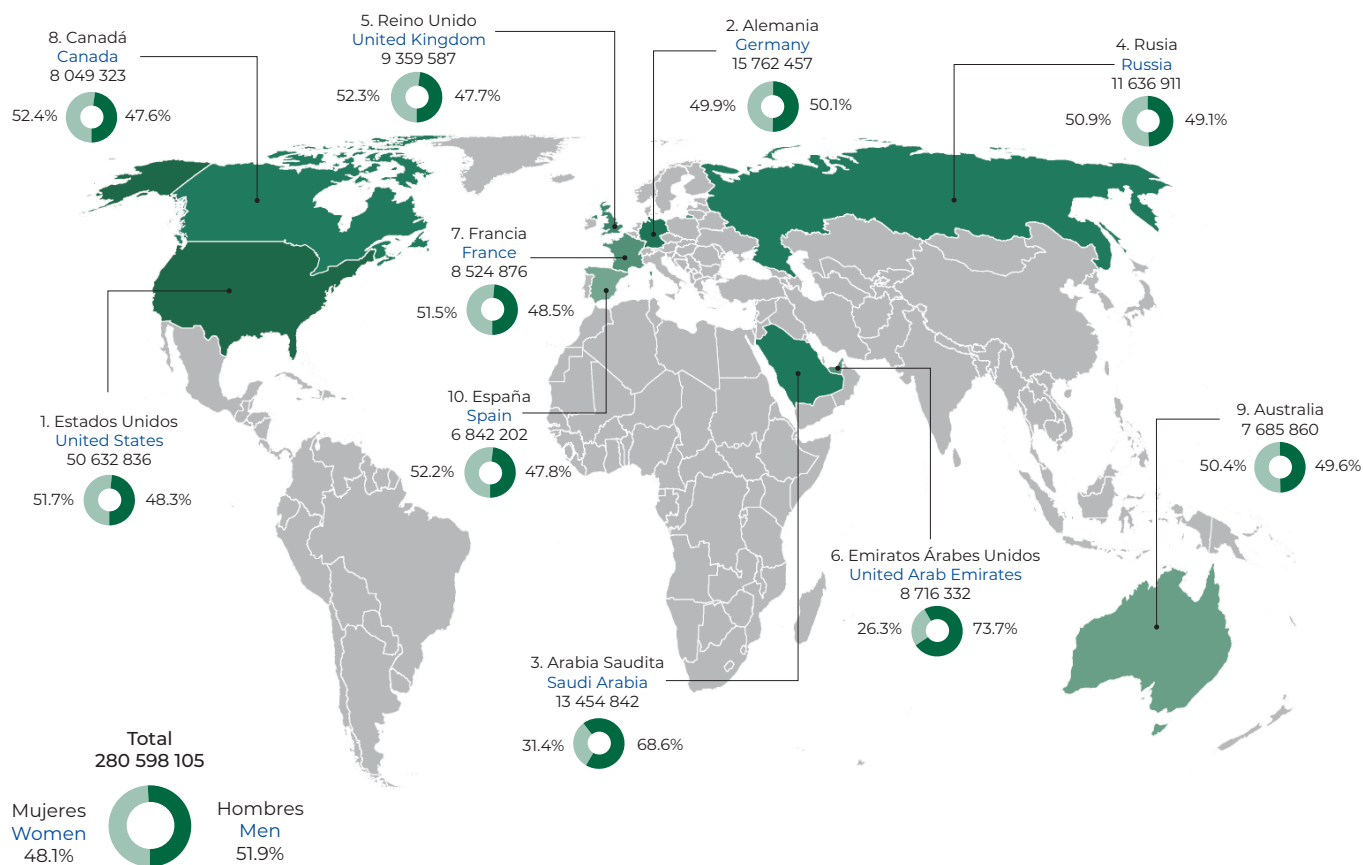 8. Canadá
Canada
8 049 323
52.4%
47.6%
5. Reino Unido
United Kingdom
9 359 587
52.3%
47.7%
2. Alemania
Germany
15 762 457
49.9%
50.1%
4. Rusia
Russia
11 636 911
50.9%
49.1%
7. Francia
France
8 524 876
51.5%
48.5%
10. España
Spain
6 842 202
52.2%
47.8%
1. Estados Unidos
United States
50 632 836
51.7%
48.3%
9. Australia
7 685 860
50.4%
49.6%
6. Emiratos Árabes Unidos
United Arab Emirates
8 716 332
26.3%
73.7%
3. Arabia Saudita
Saudi Arabia
13 454 842
31.4%
68.6%
Total
280 598 105
Mujeres
Women
48.1%
Hombres
Men
51.9%